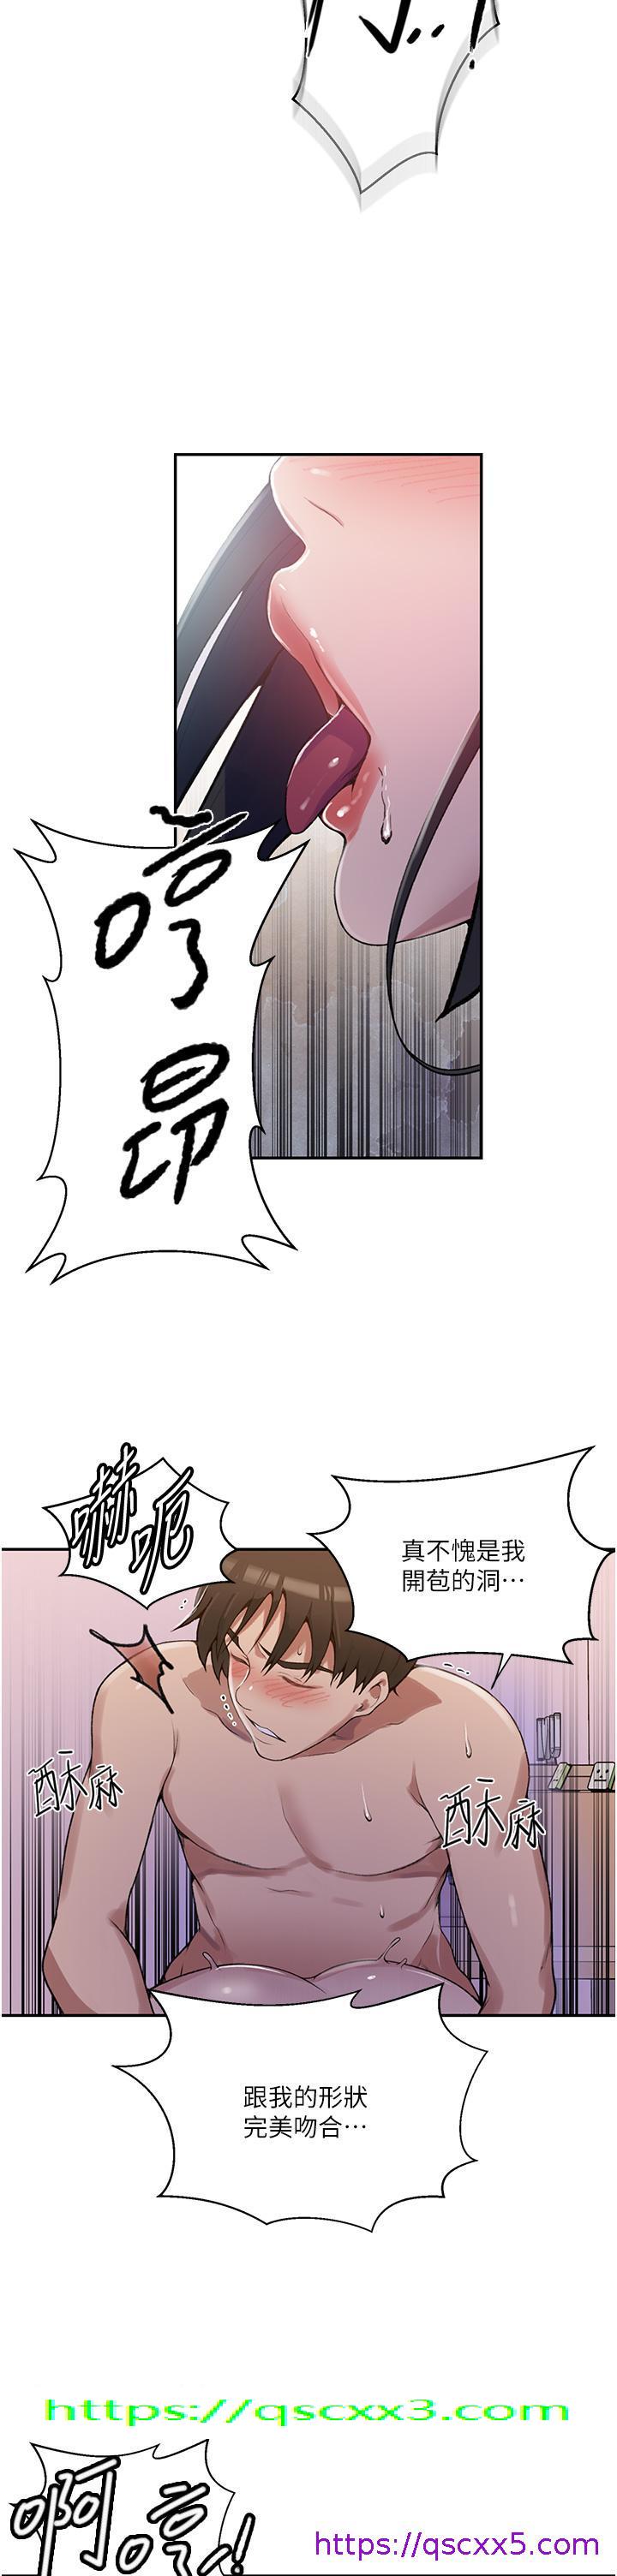 哼
昂
嚇呃
真不愧是我
開苞的洞…
酥麻
酥麻
跟我的形狀
完美吻合…
https://qscxx3.com
啊哼!
https://qscxx5.com